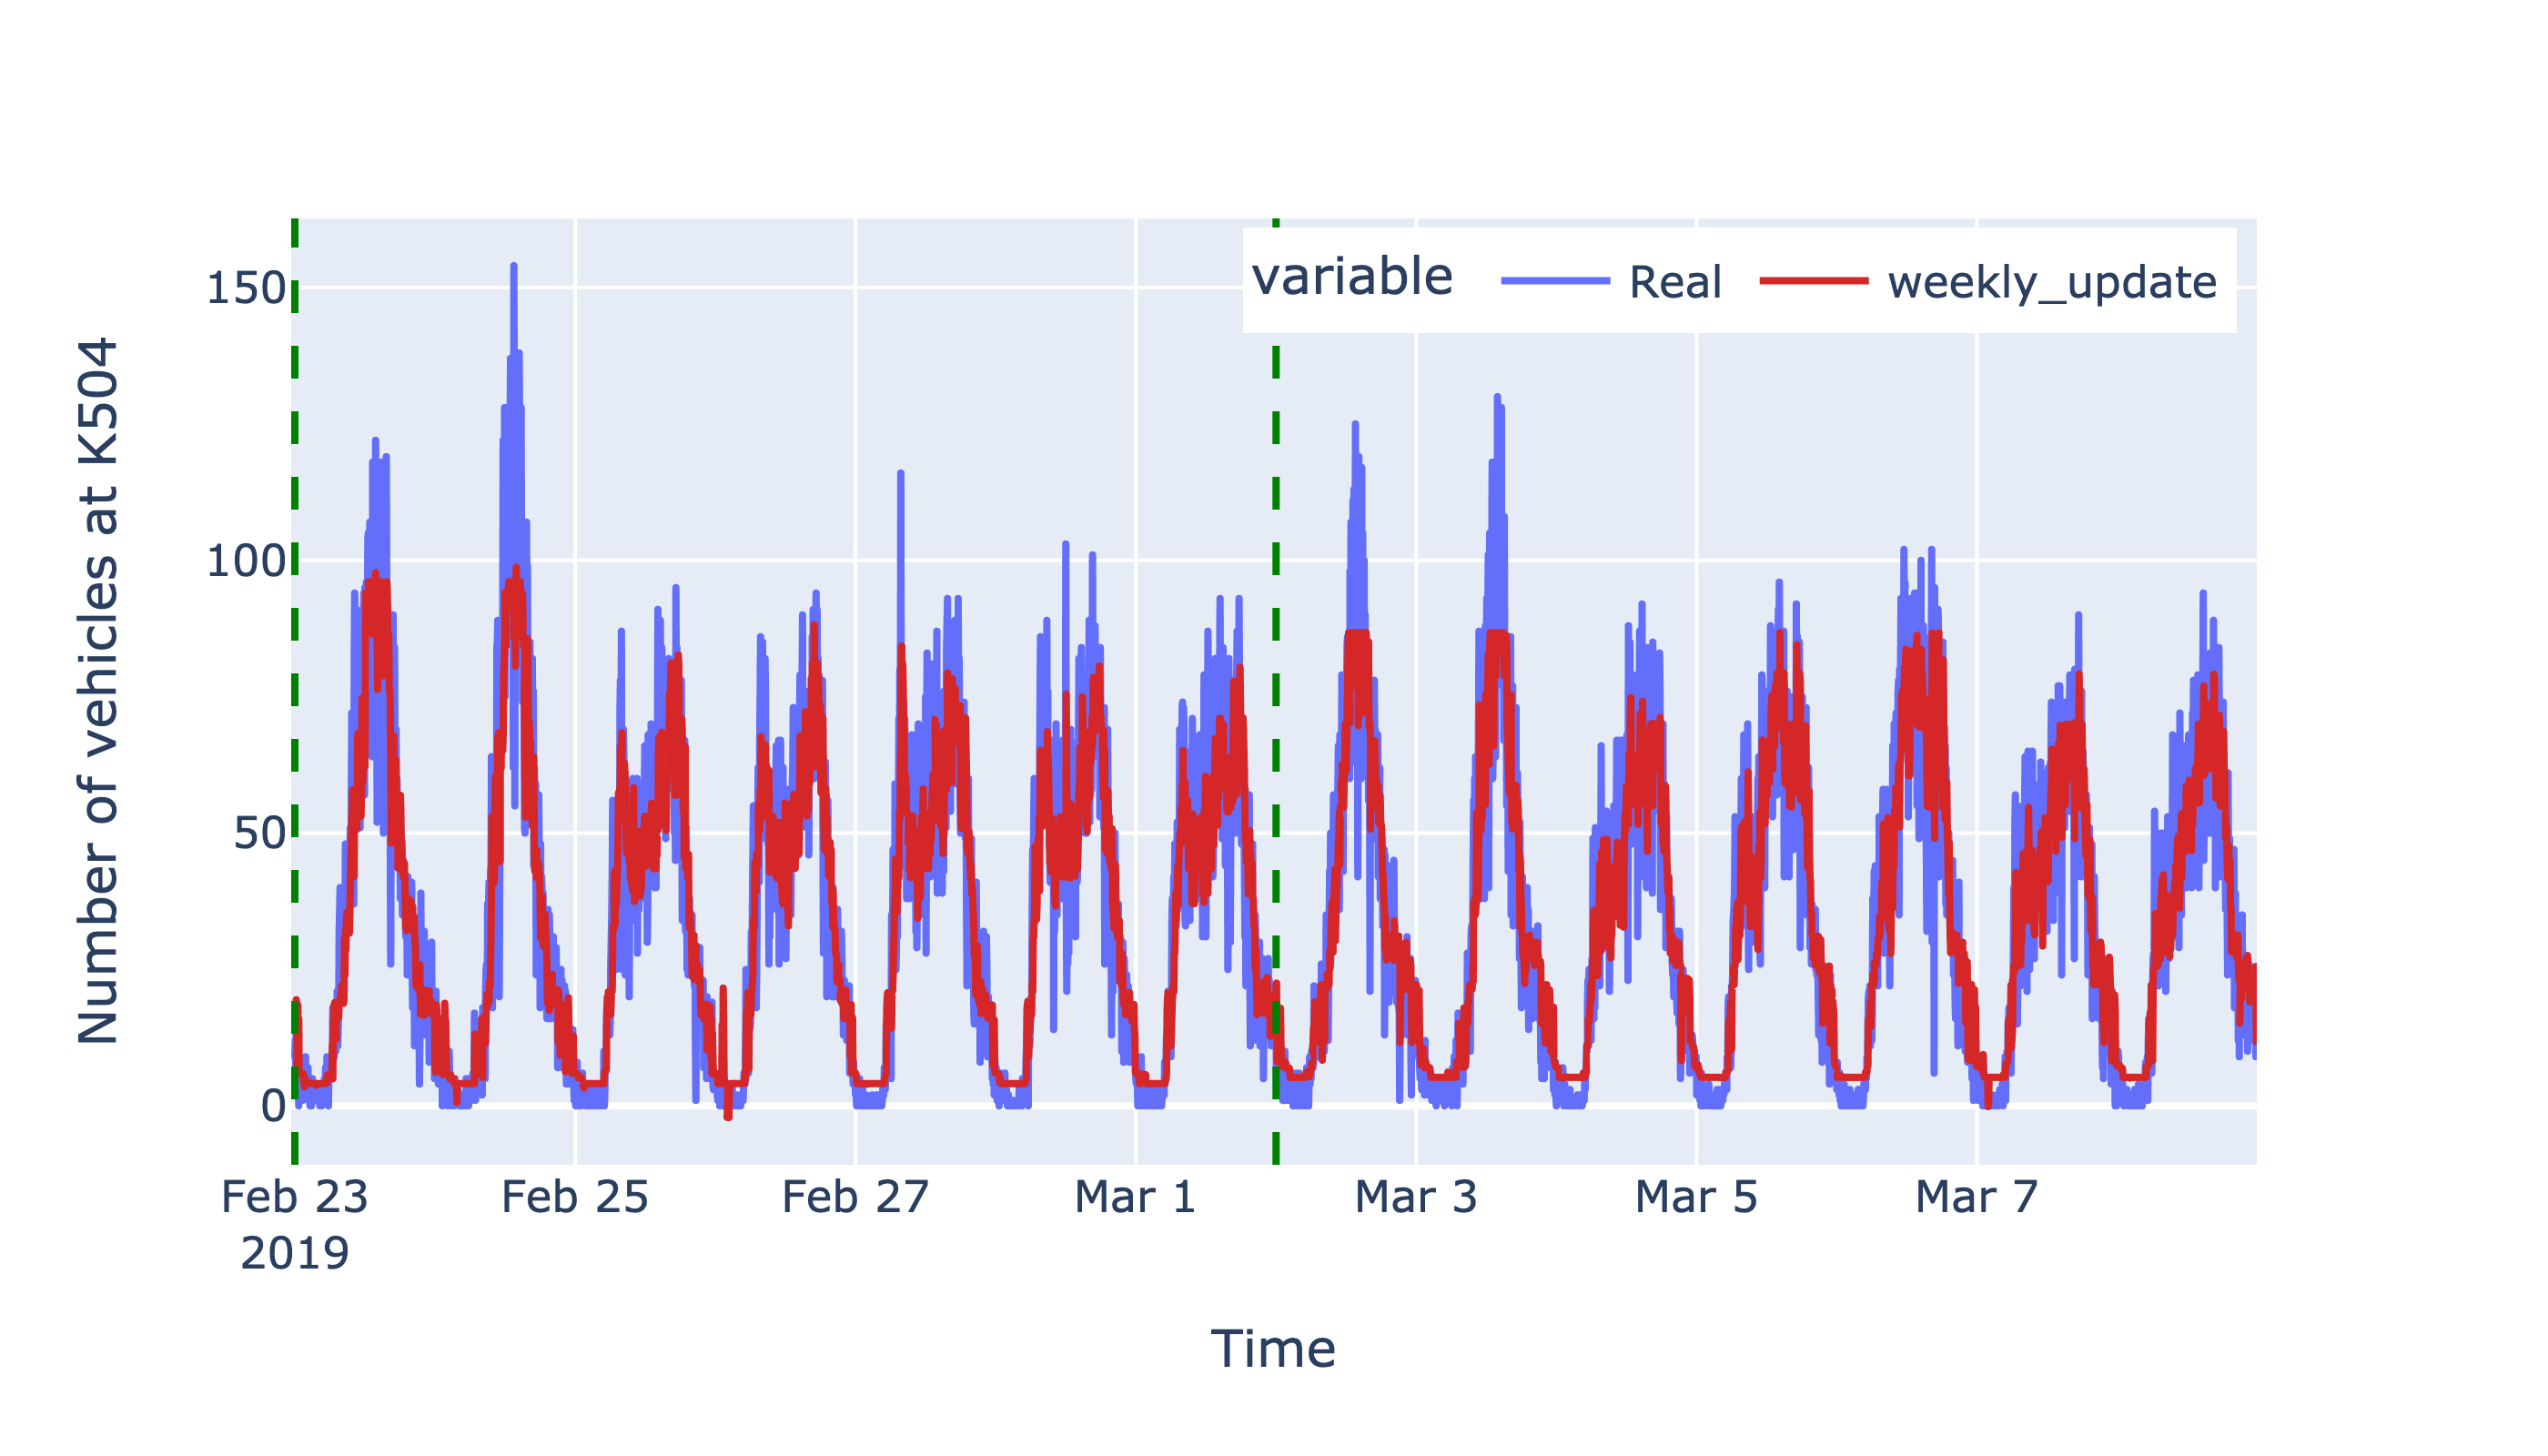 variable Real weekly_update
Number of vehicles at K504
150
100
50
0
Feb 23 Feb 25 Feb 27 Mar 1 Mar 3 Mar 5 Mar 7
2019
Time